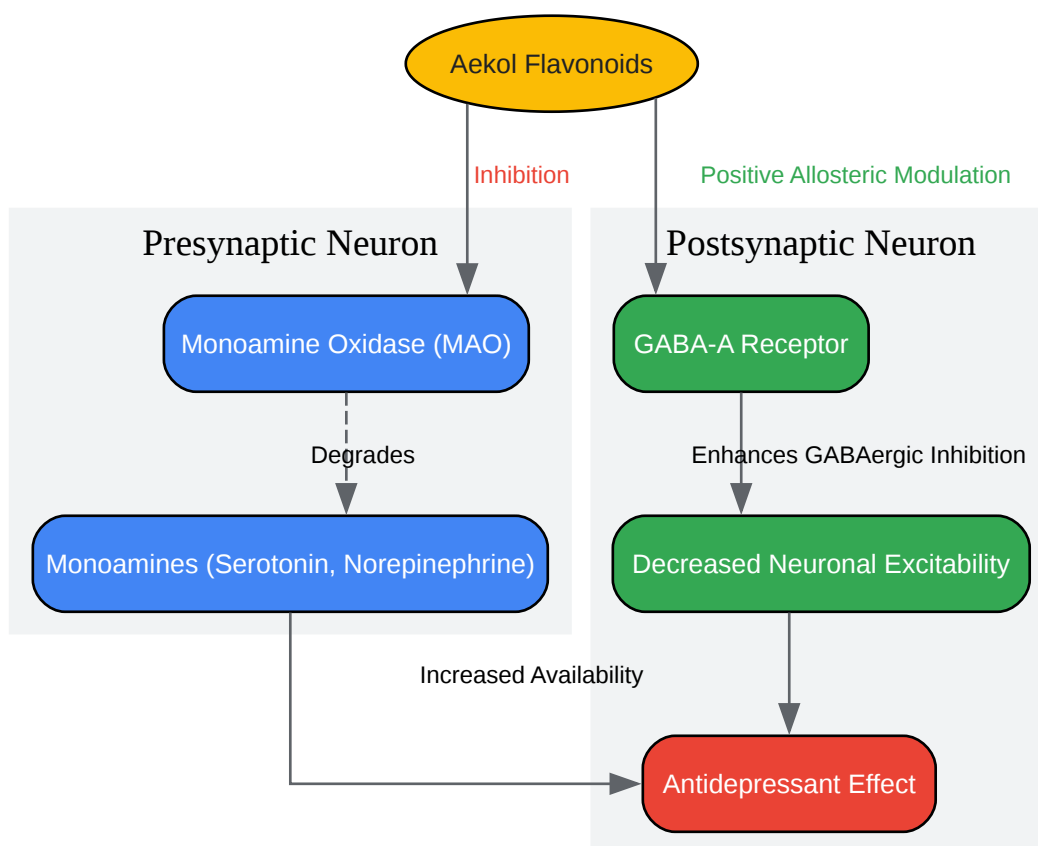 Aekol Flavonoids
Inhibition
Positive Allosteric Modulation
Presynaptic Neuron
Postsynaptic Neuron
Monoamine Oxidase (MAO)
GABA-A Receptor
Degrades
Enhances GABAergic Inhibition
Monoamines (Serotonin, Norepinephrine)
Decreased Neuronal Excitability
Increased Availability
Antidepressant Effect